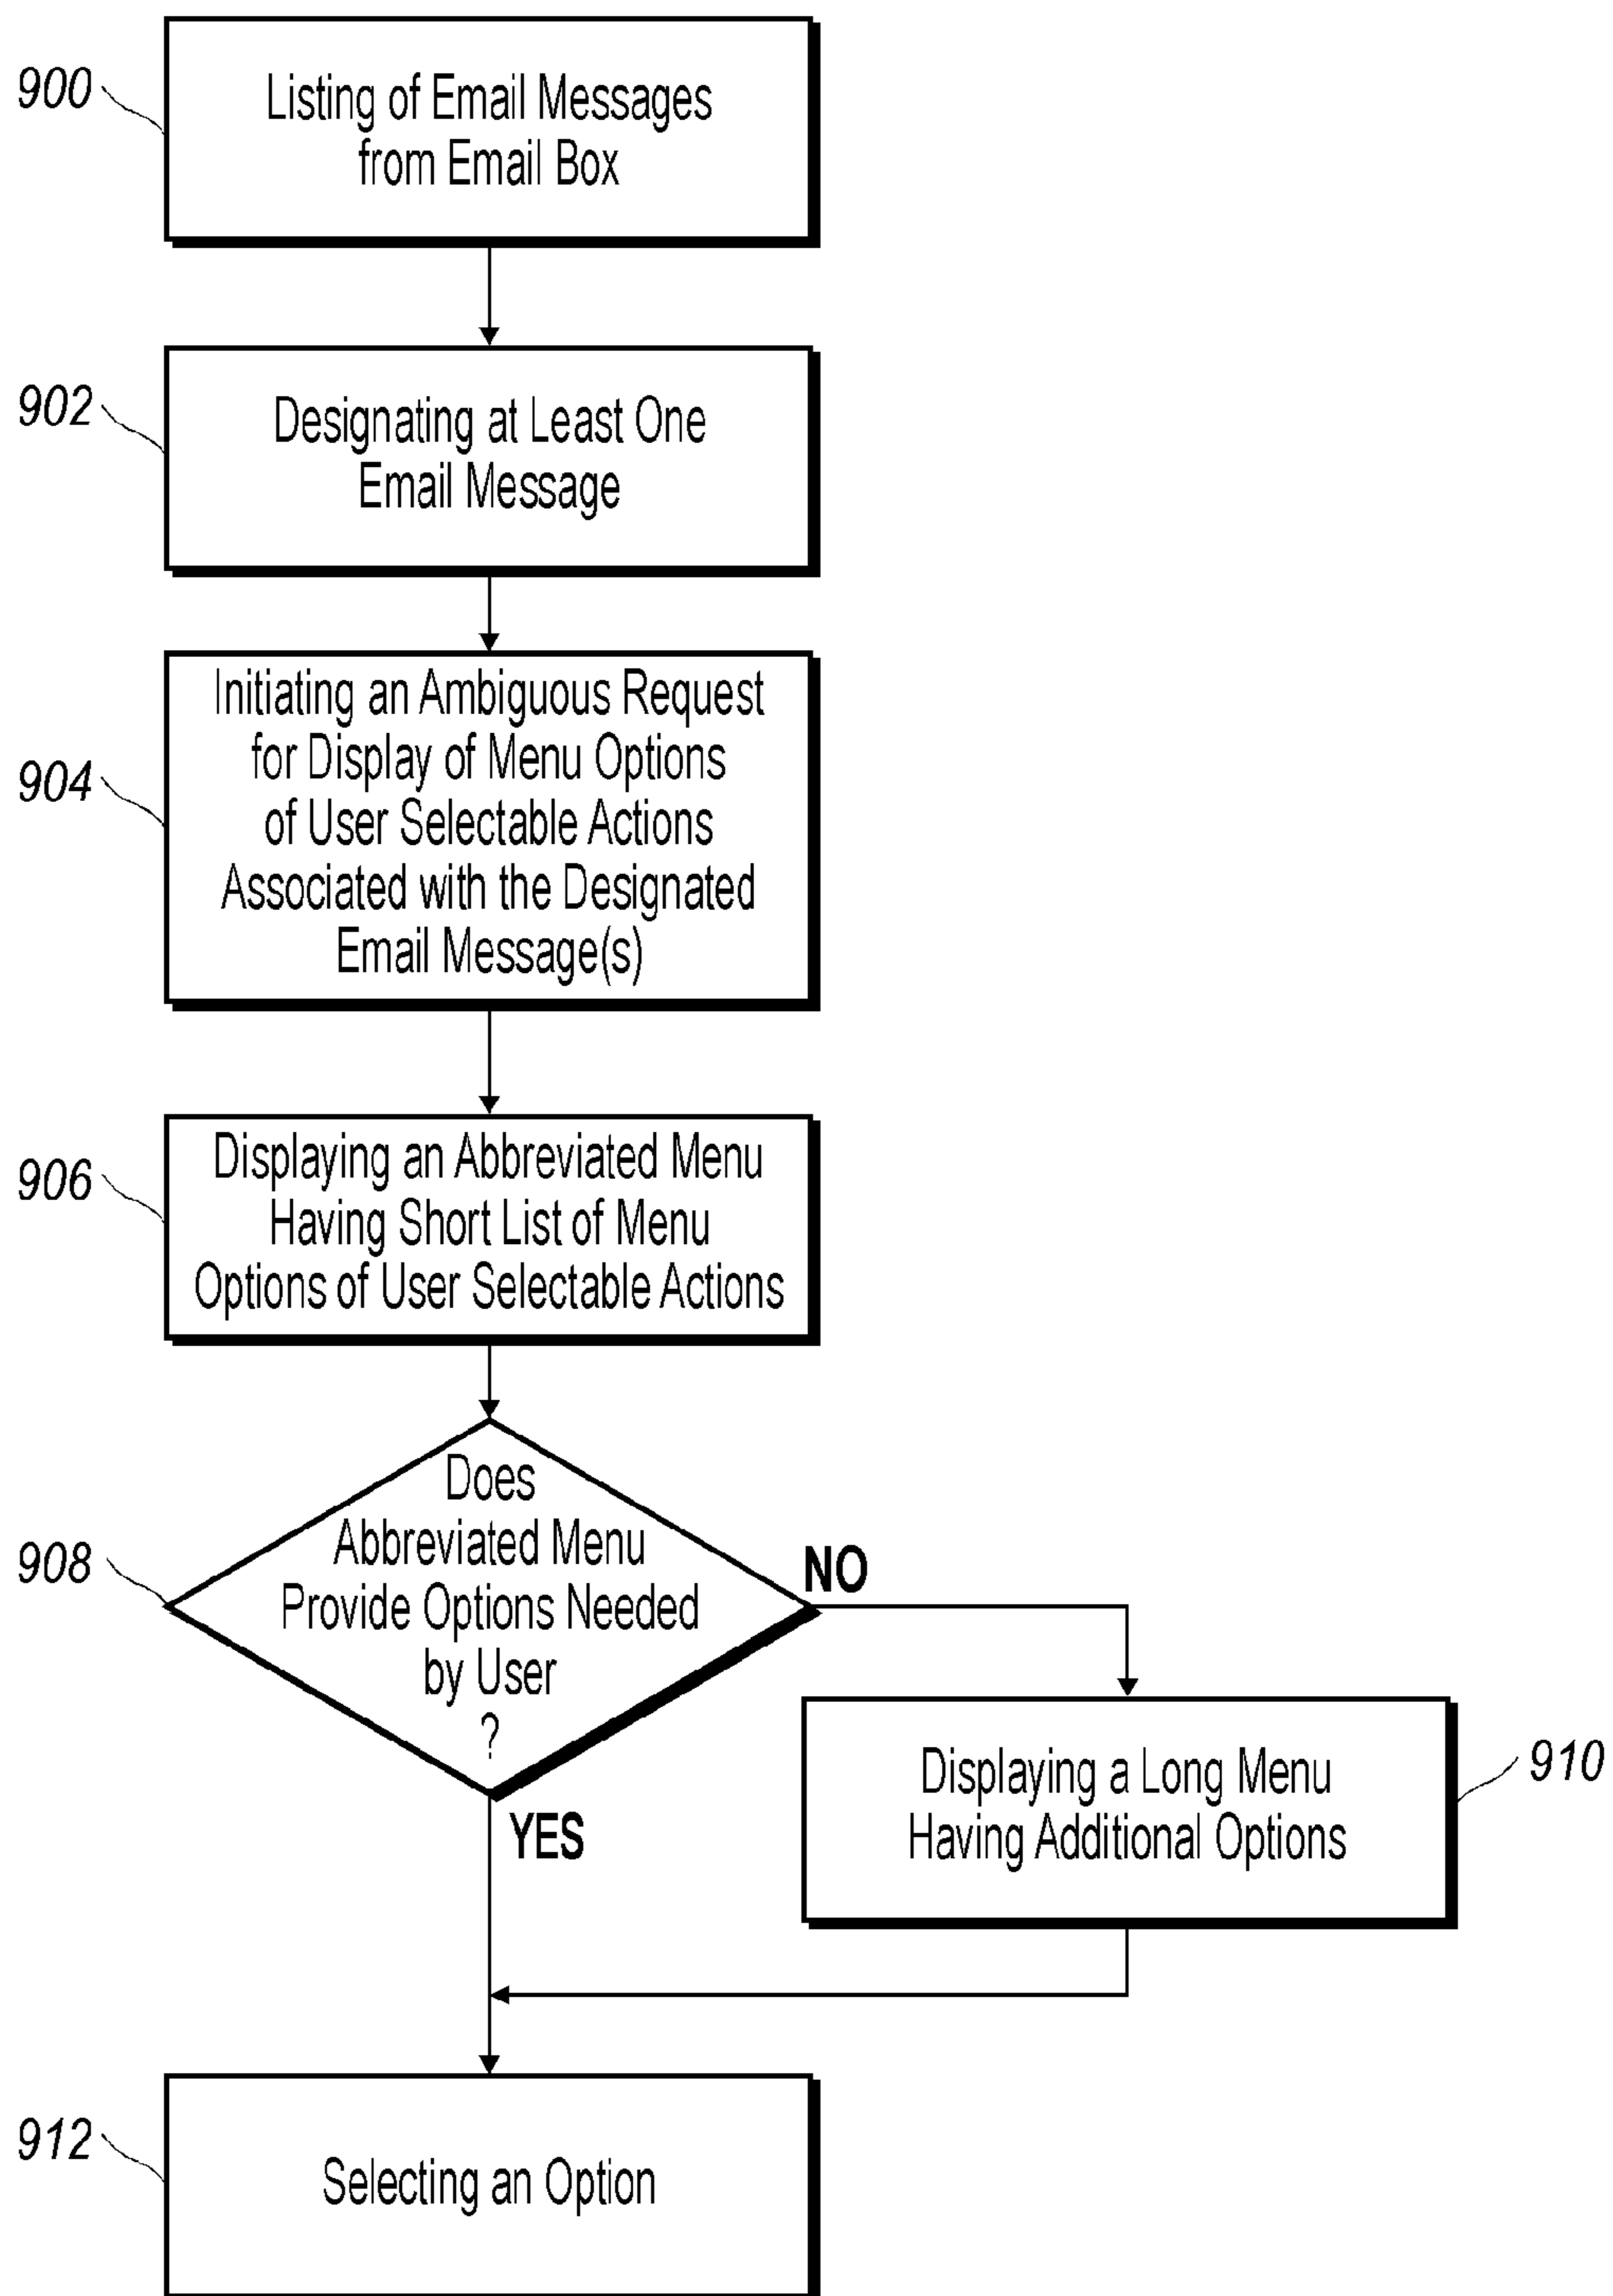 900
Listing of Email Messages
from Email Box
902
Designating at Least One
Email Message
904
Initiating an Ambiguous Request
for Display of Menu Options
of User Selectable Actions
Associated with the Designated
Email Message(s)
906
Displaying an Abbreviated Menu
Having Short List of Menu
Options of User Selectable Actions
908
Does
Abbreviated Menu
Provide Options Needed
by User
?
NO
YES
910
Displaying a Long Menu
Having Additional Options
912
Selecting an Option